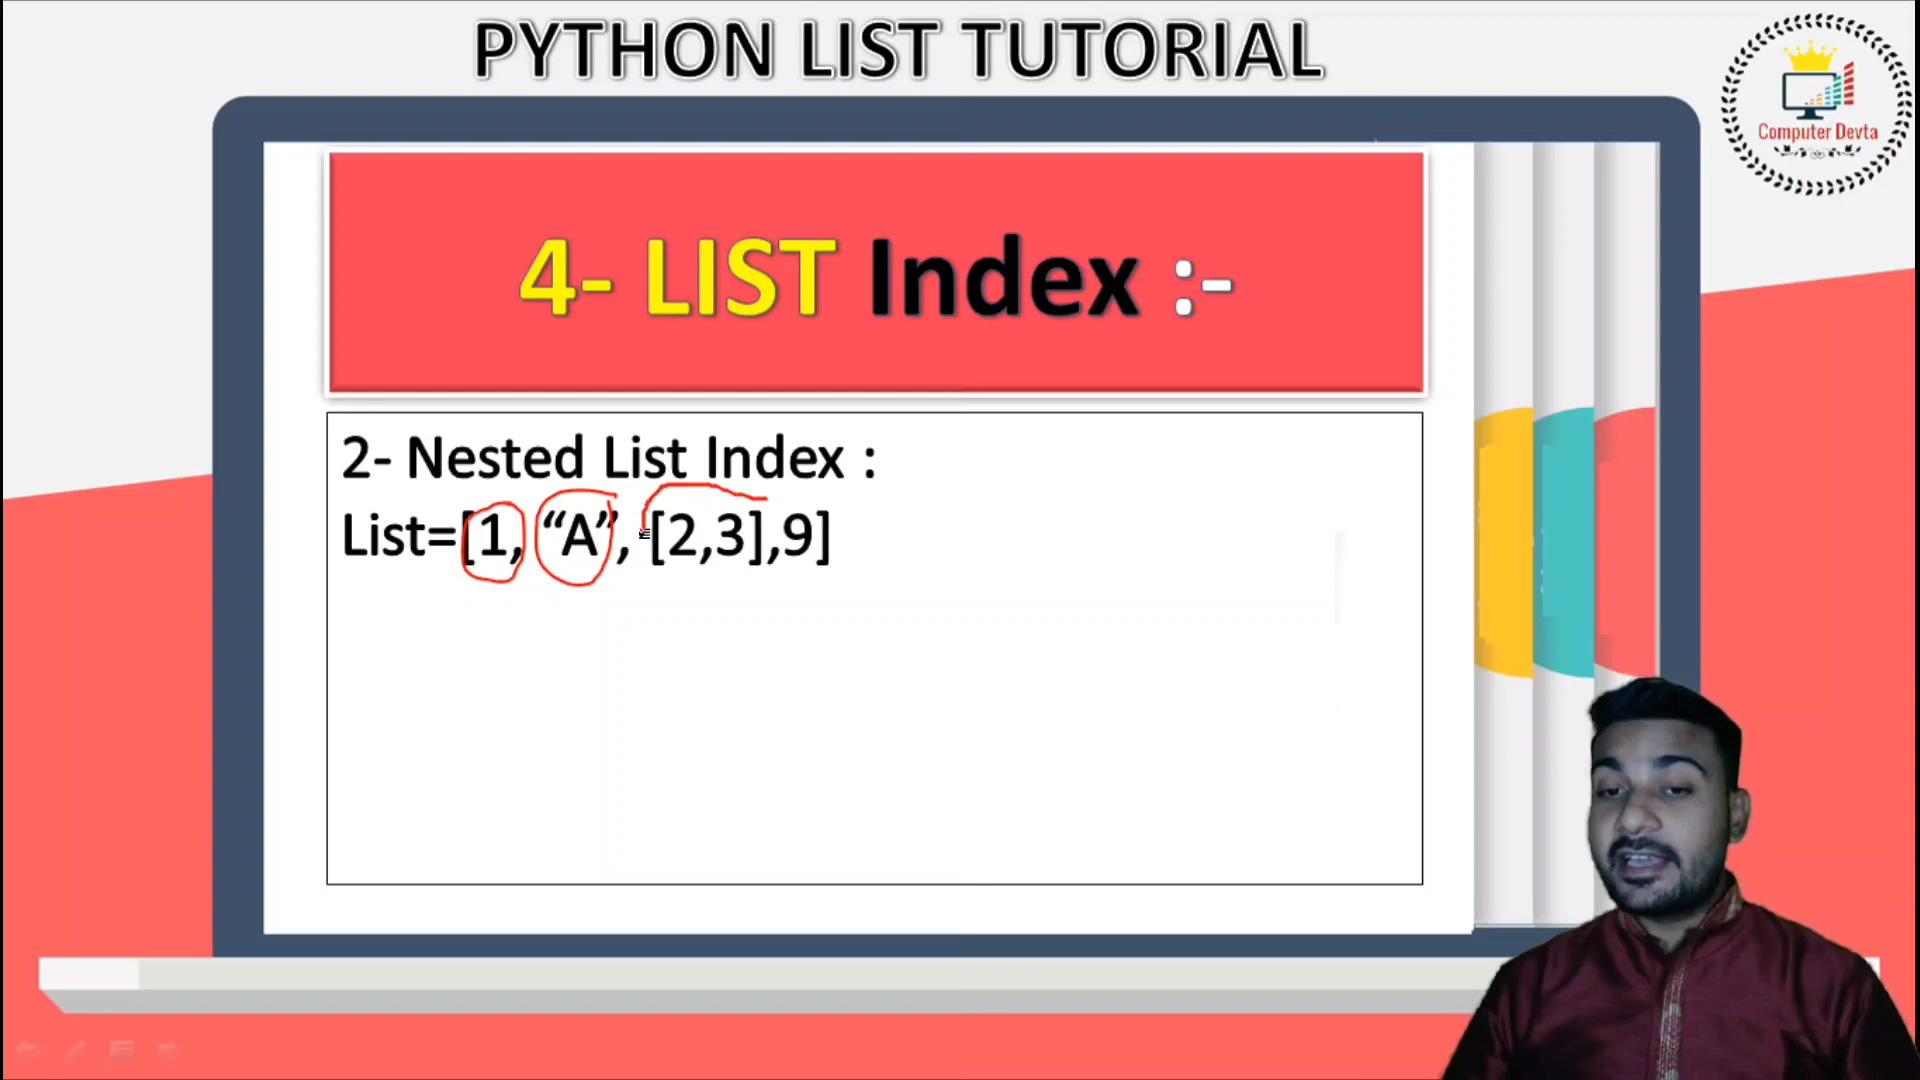 PYTHON LIST TUTORIAL
Computer Devta
4- LIST Index :-
2- Nested List Index :
List=[1, “A”, [2,3],9]